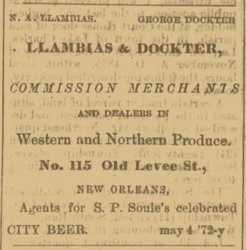 N. A. LLAMBIAS. GEORGE DOCKTER
LLAMBIAS & DOCKTER,
COMMISSION MERCHANTS
AND DEALERS IN
Western and Northern Produce.
No. 115 Old Levee St.,
NEW ORLEANS,
Agents for S. P. Soule's celebrated
CITY BEER. may 4 '72-y